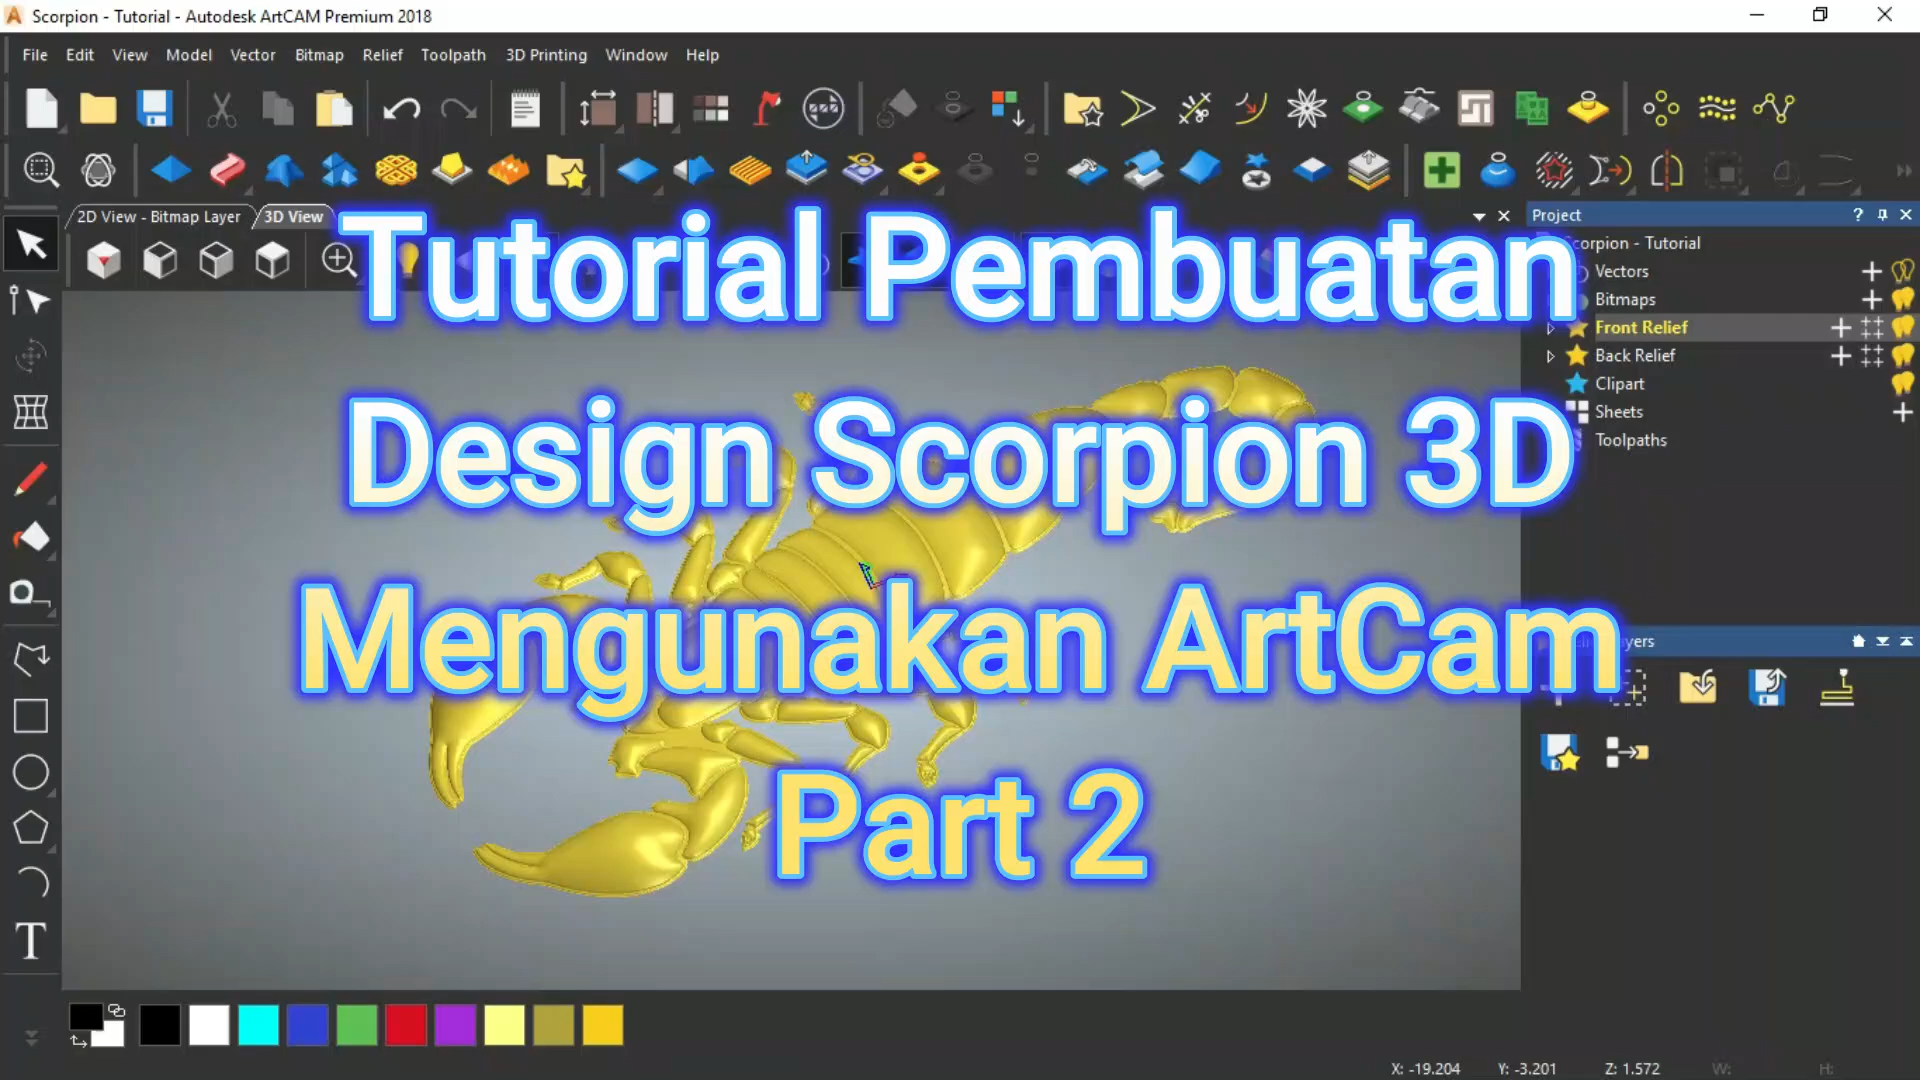 Scorpion - Tutorial - Autodesk ArtCAM Premium 2018
File Edit View Model Vector Bitmap Relief Toolpath 3D Printing Window Help
2D View - Bitmap Layer 3D View
Project
Scorpion - Tutorial
Vectors
Bitmaps
Front Relief
Back Relief
Clipart
Sheets
Toolpaths
Tutorial Pembuatan
Design Scorpion 3D
Mengunakan ArtCam
Part 2
X: -19.204 Y: -3.201 Z: 1.572 W: H: